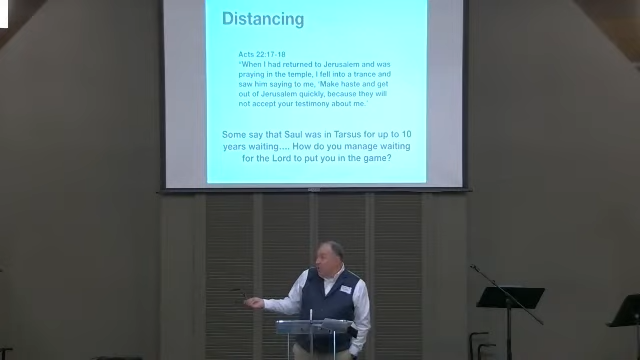 Distancing
Acts 22:17-18
"When I had returned to Jerusalem and was
praying in the temple, I fell into a trance and
saw him saying to me, 'Make haste and get
out of Jerusalem quickly, because they will
not accept your testimony about me.'
Some say that Saul was in Tarsus for up to 10
years waiting.... How do you manage waiting
for the Lord to put you in the game?